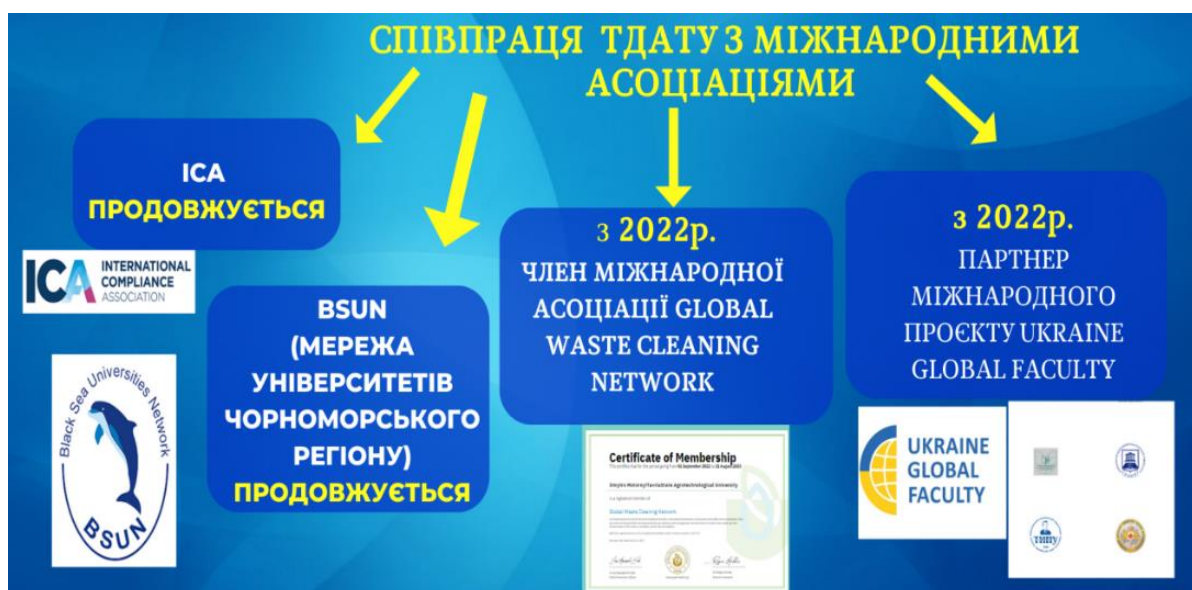 СПІВПРАЦЯ ТДАТУ З МІЖНАРОДНИМИ
АСОЦІАЦІЯМИ
ICA
ПРОДОВЖУЄТЬСЯ
ICA INTERNATIONAL
COMPLIANCE
ASSOCIATION
Black Sea Universities Network
BSUN
BSUN
(МЕРЕЖА
УНІВЕРСИТЕТІВ
ЧОРНОМОРСЬКОГО
РЕГІОНУ)
ПРОДОВЖУЄТЬСЯ
з 2022р.
ЧЛЕН МІЖНАРОДНОЇ
АСОЦІАЦІЇ GLOBAL
WASTE CLEANING
NETWORK
Certificate of Membership
Global Waste Cleaning Network
з 2022р.
ПАРТНЕР
МІЖНАРОДНОГО
ПРОЄКТУ UKRAINE
GLOBAL FACULTY
UKRAINE
GLOBAL
FACULTY